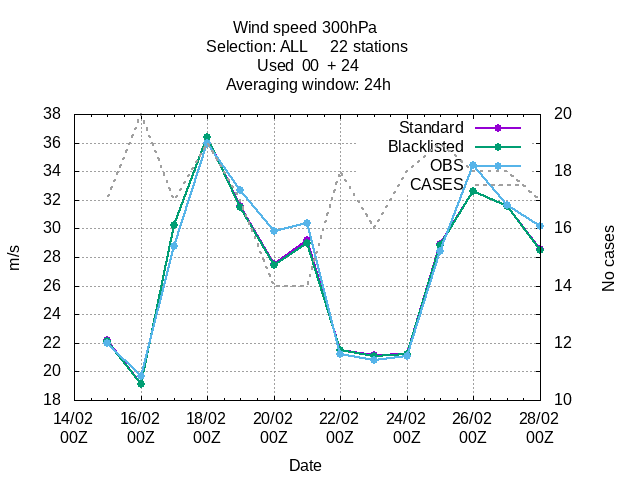 Wind speed 300hPa
Selection: ALL     22 stations
Used  00  + 24
Averaging window: 24h
Standard
Blacklisted
OBS
CASES
38
36
34
32
30
28
26
24
22
20
18
20
18
16
14
12
10
m/s
No cases
14/02 16/02 18/02 20/02 22/02 24/02 26/02 28/02
00Z 00Z 00Z 00Z 00Z 00Z 00Z 00Z
Date